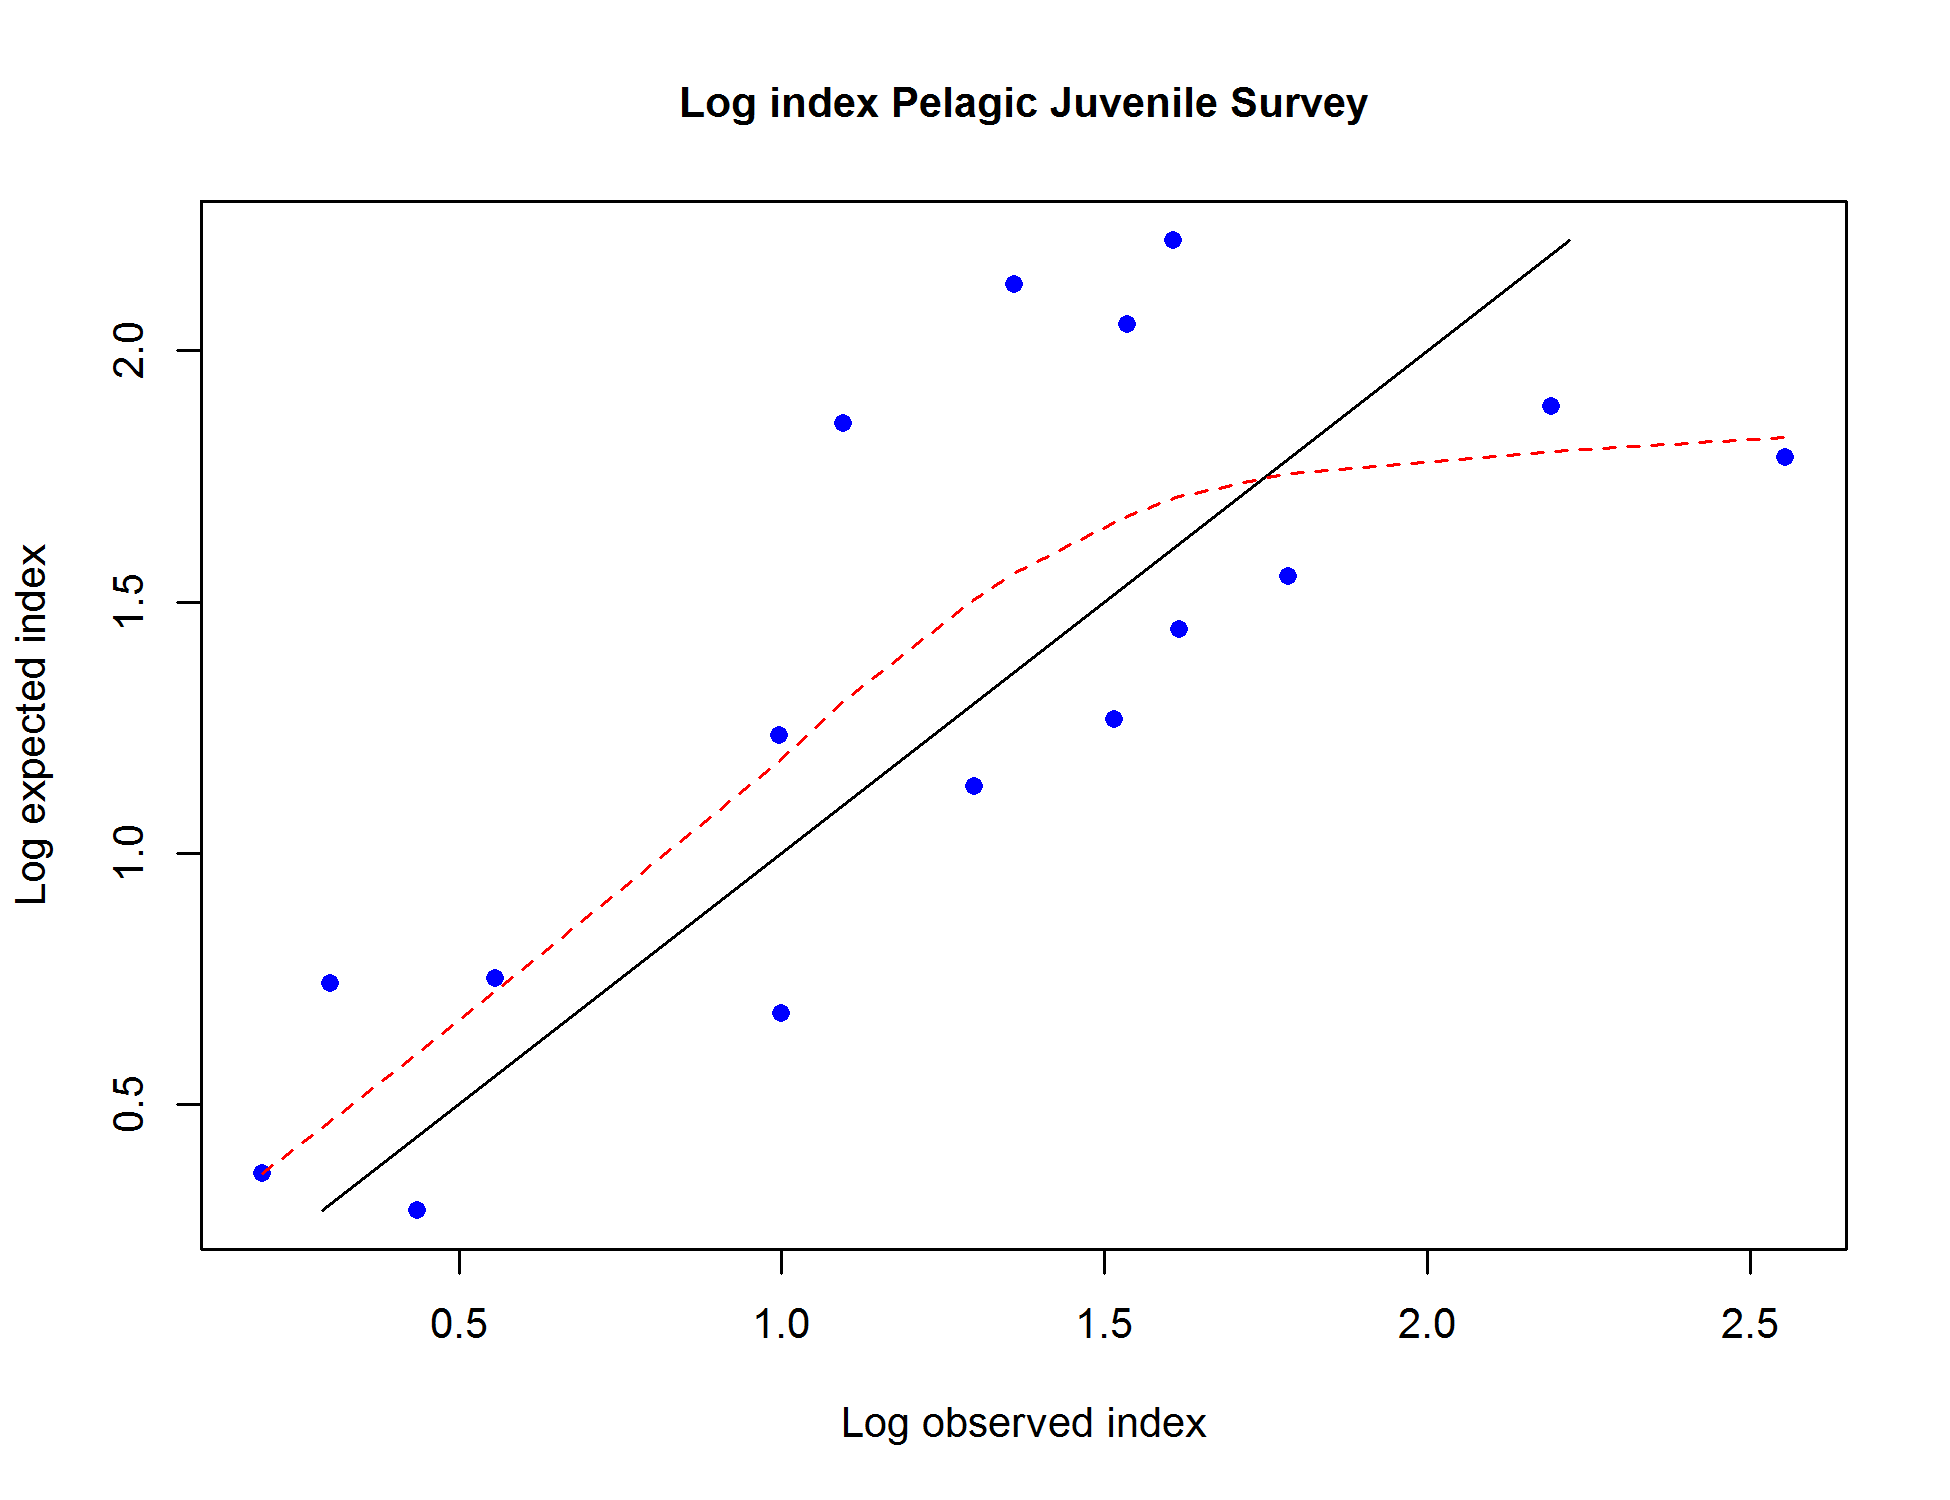 Log index Pelagic Juvenile Survey
Log expected index
2.0
1.5
1.0
0.5
0.5 1.0 1.5 2.0 2.5
Log observed index